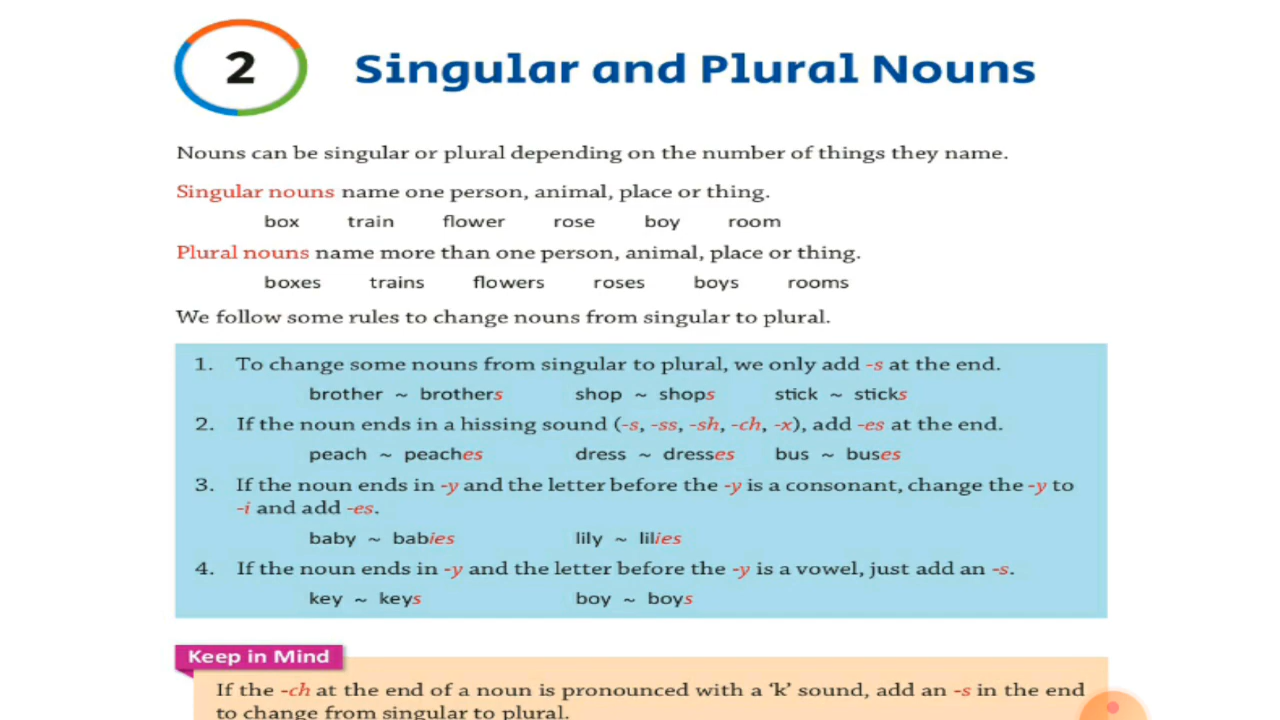 2 Singular and Plural Nouns
Nouns can be singular or plural depending on the number of things they name.
Singular nouns name one person, animal, place or thing.
box train flower rose boy room
Plural nouns name more than one person, animal, place or thing.
boxes trains flowers roses boys rooms
We follow some rules to change nouns from singular to plural.
1. To change some nouns from singular to plural, we only add -s at the end.
brother ~ brothers shop ~ shops stick ~ sticks
2. If the noun ends in a hissing sound (-s, -ss, -sh, -ch, -x), add -es at the end.
peach ~ peaches dress ~ dresses bus ~ buses
3. If the noun ends in -y and the letter before the -y is a consonant, change the -y to
-i and add -es.
baby ~ babies lily ~ lilies
4. If the noun ends in -y and the letter before the -y is a vowel, just add an -s.
key ~ keys boy ~ boys
Keep in Mind
If the -ch at the end of a noun is pronounced with a ‘k’ sound, add an -s in the end
to change from singular to plural.